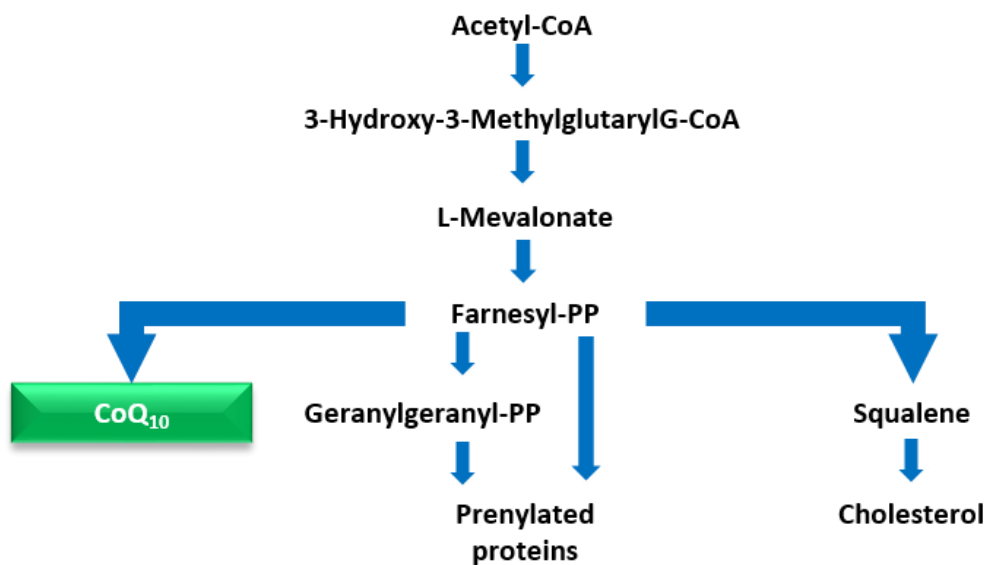 Acetyl-CoA
3-Hydroxy-3-MethylglutarylG-CoA
L-Mevalonate
Farnesyl-PP
CoQ₁₀
Geranylgeranyl-PP
Squalene
Prenylated
proteins
Cholesterol